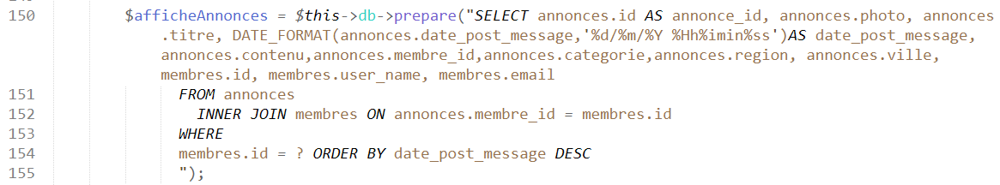 150 $afficheAnnonces = $this->db->prepare("SELECT annonces.id AS annonce_id, annonces.photo, annonces
.titre, DATE_FORMAT(annonces.date_post_message,'%d/%m/%Y %Hh%imin%ss')AS date_post_message,
annonces.contenu,annonces.membre_id,annonces.categorie,annonces.region, annonces.ville,
membres.id, membres.user_name, membres.email
151 FROM annonces
152 INNER JOIN membres ON annonces.membre_id = membres.id
153 WHERE
154 membres.id = ? ORDER BY date_post_message DESC
155 ");